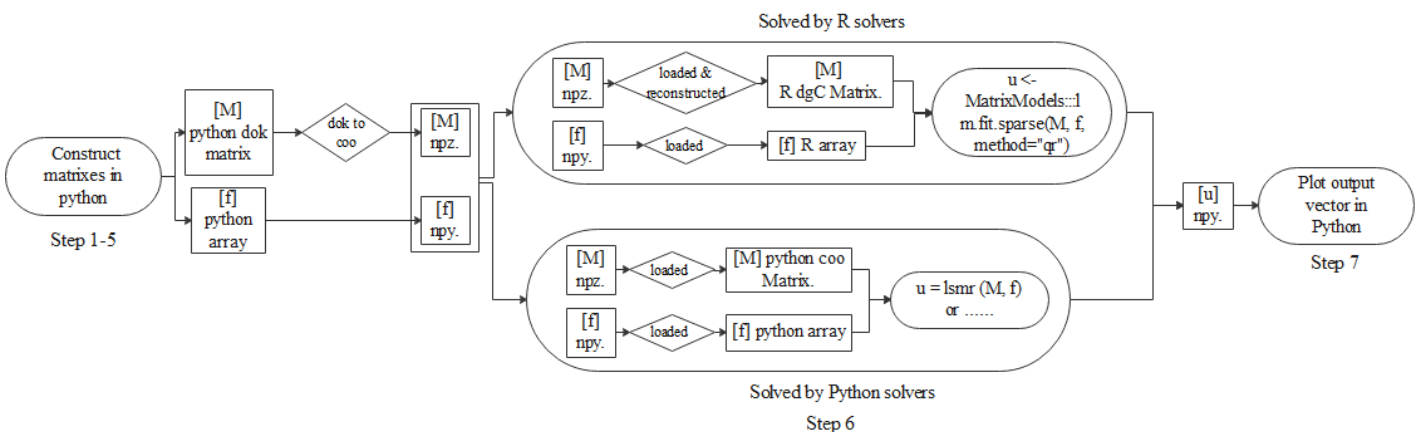 Construct
matrixes in
python
Step 1-5
[M]
python dok
matrix
[f]
python
array
dok to
coo
[M]
npz.
[f]
npy.
Solved by R solvers
[M]
npz.
loaded &
reconstructed
[M]
R dgC Matrix.
[f]
npy.
loaded
[f] R array
u <-
MatrixModels:::l
m.fit.sparse(M, f,
method="qr")
[M]
npz.
loaded
[M] python coo
Matrix.
[f]
npy.
loaded
[f] python array
u = lsmr (M, f)
or ......
Solved by Python solvers
Step 6
[u]
npy.
Plot output
vector in
Python
Step 7